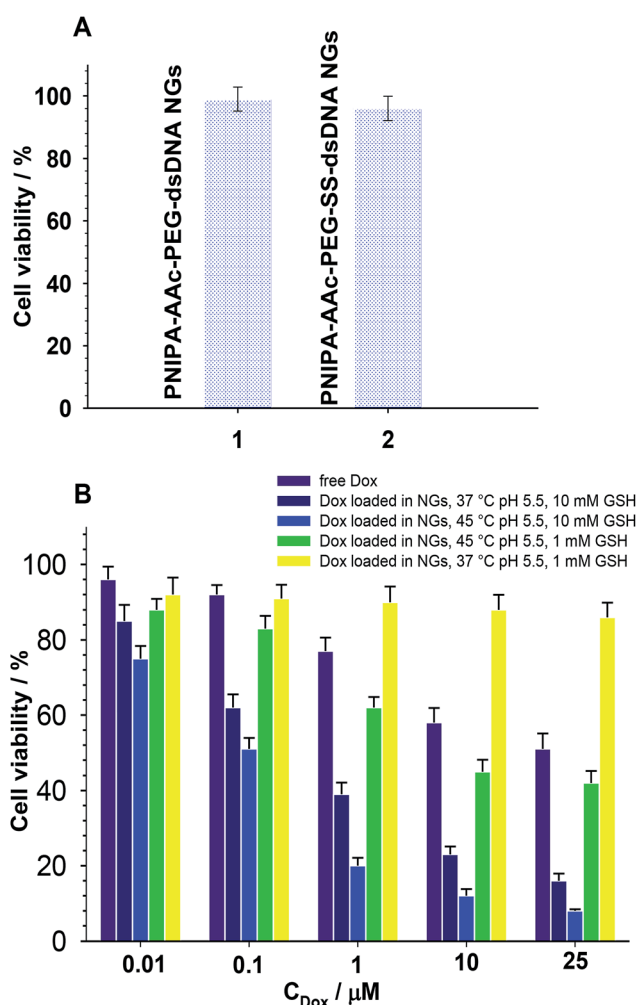 A
Cell viability / %
100
80
60
40
20
0
PNIPA-AAc-PEG-dsDNA NGs
PNIPA-AAc-PEG-SS-dsDNA NGs
1
2
B
free Dox
Dox loaded in NGs, 37 °C pH 5.5, 10 mM GSH
Dox loaded in NGs, 45 °C pH 5.5, 10 mM GSH
Dox loaded in NGs, 45 °C pH 5.5, 1 mM GSH
Dox loaded in NGs, 37 °C pH 5.5, 1 mM GSH
Cell viability / %
100
80
60
40
20
0
0.01
0.1
1
10
25
CDox / µM